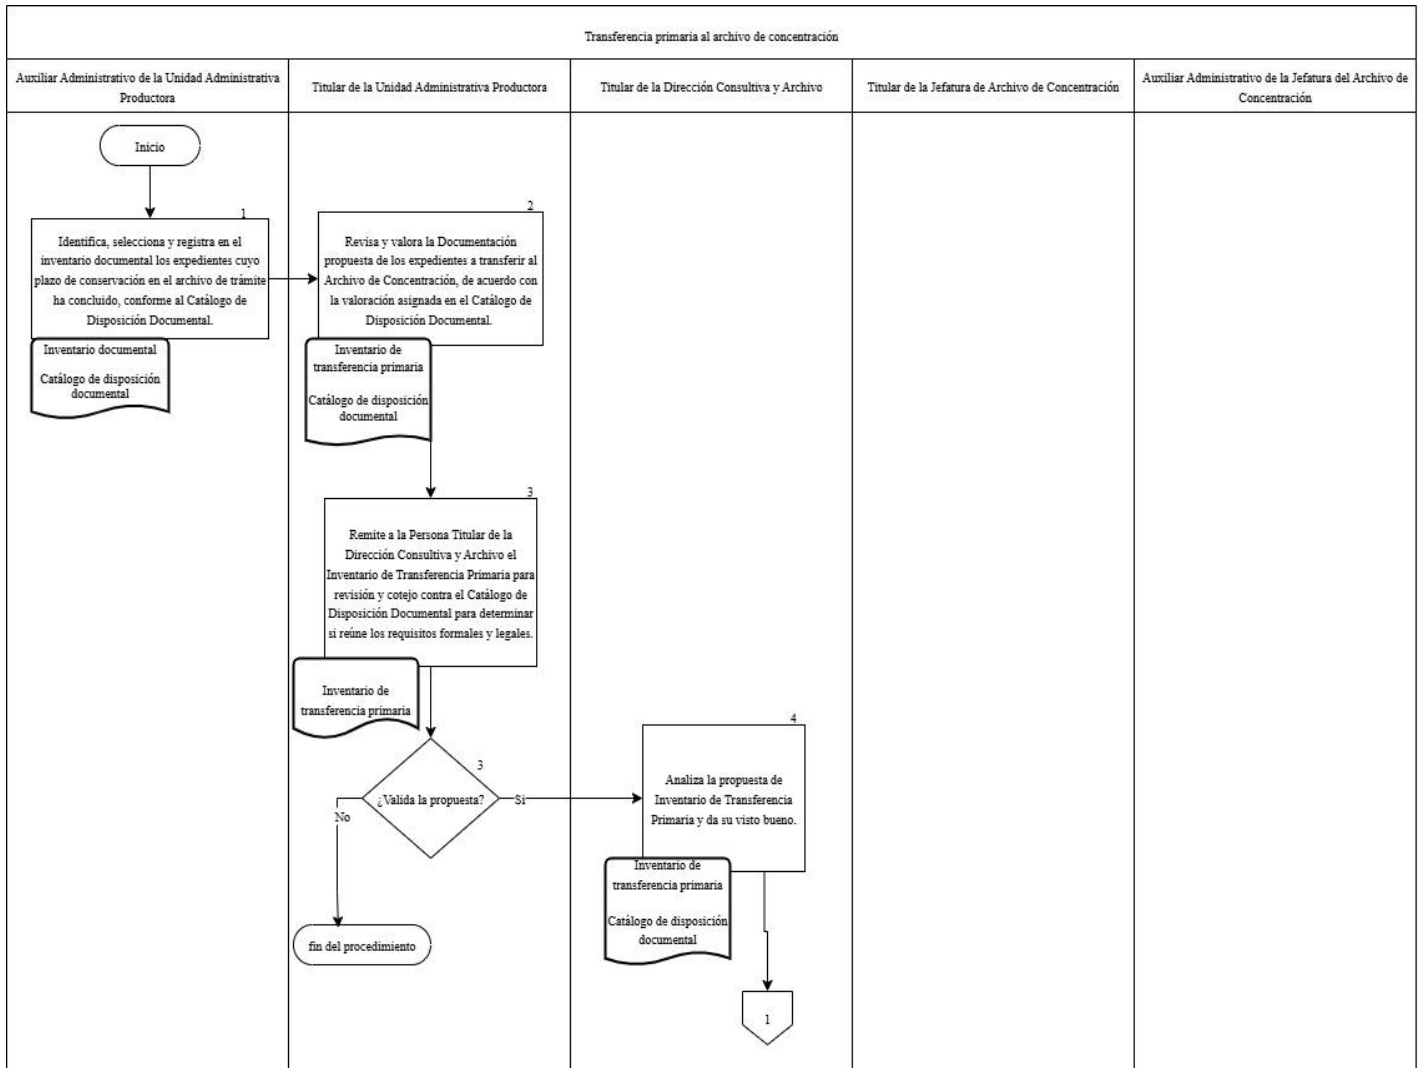 Transferencia primaria al archivo de concentración
Auxiliar Administrativo de la Unidad Administrativa
Productora
Titular de la Unidad Administrativa Productora
Titular de la Dirección Consultiva y Archivo
Titular de la Jefatura de Archivo de Concentración
Auxiliar Administrativo de la Jefatura del Archivo de
Concentración
Inicio
1
Identifica, selecciona y registra en el
inventario documental los expedientes cuyo
plazo de conservación en el archivo de trámite
ha concluido, conforme al Catálogo de
Disposición Documental.
Inventario documental
Catálogo de disposición
documental
2
Revisa y valora la Documentación
propuesta de los expedientes a transferir al
Archivo de Concentración, de acuerdo con
la valoración asignada en el Catálogo de
Disposición Documental.
Inventario de
transferencia primaria
Catálogo de disposición
documental
3
Remite a la Persona Titular de la
Dirección Consultiva y Archivo el
Inventario de Transferencia Primaria para
revisión y cotejo contra el Catálogo de
Disposición Documental para determinar
si reúne los requisitos formales y legales.
Inventario de
transferencia primaria
3
¿Valida la propuesta?
Si
No
fin del procedimiento
4
Analiza la propuesta de
Inventario de Transferencia
Primaria y da su visto bueno.
Inventario de
transferencia primaria
Catálogo de disposición
documental
1